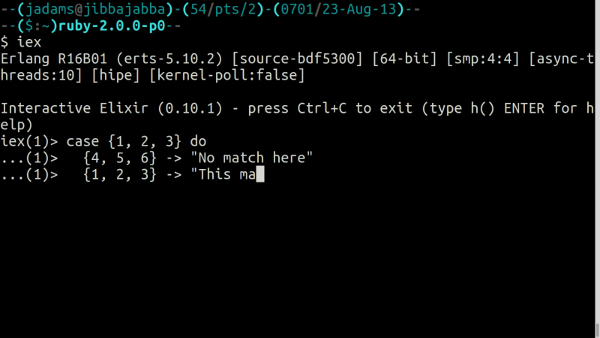 --(jadams@jibbajabba)-(54/pts/2)-(0701/23-Aug-13)--
--($:~)ruby-2.0.0-p0--
$ iex
Erlang R16B01 (erts-5.10.2) [source-bdf5300] [64-bit] [smp:4:4] [async-t
hreads:10] [hipe] [kernel-poll:false]
Interactive Elixir (0.10.1) - press Ctrl+C to exit (type h() ENTER for h
elp)
iex(1)> case {1, 2, 3} do
...(1)>   {4, 5, 6} -> "No match here"
...(1)>   {1, 2, 3} -> "This ma